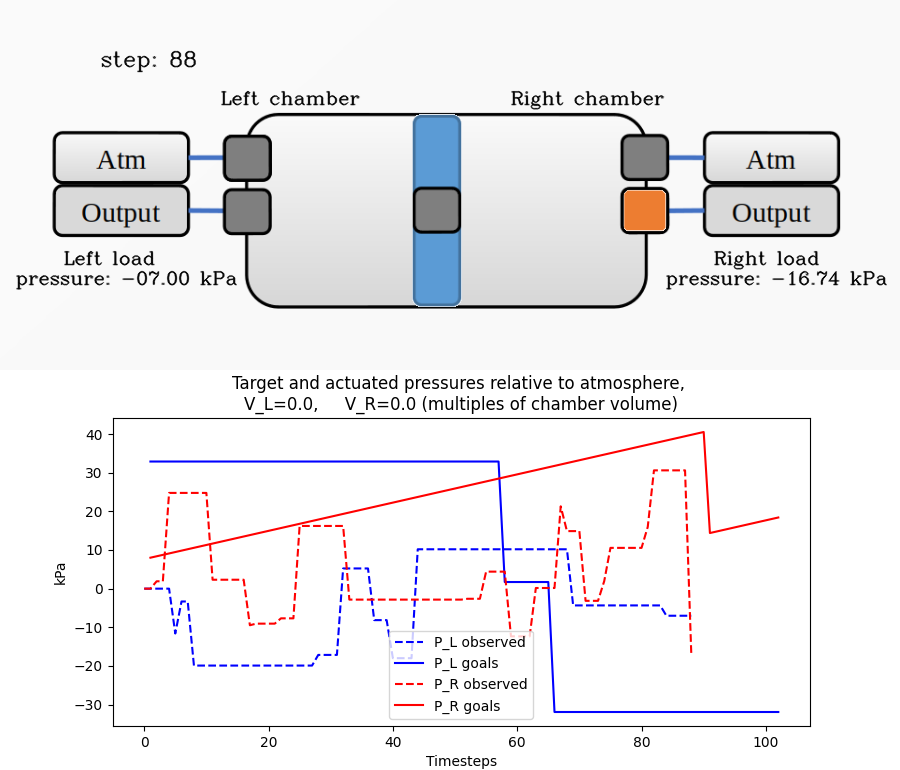 step: 88
Left chamber
Right chamber
Atm
Atm
Output
Output
Left load
pressure: −07.00 kPa
Right load
pressure: −16.74 kPa
Target and actuated pressures relative to atmosphere,
V_L=0.0, V_R=0.0 (multiples of chamber volume)
kPa
40
30
20
10
0
−10
−20
−30
P_L observed
P_L goals
P_R observed
P_R goals
0 20 40 60 80 100
Timesteps